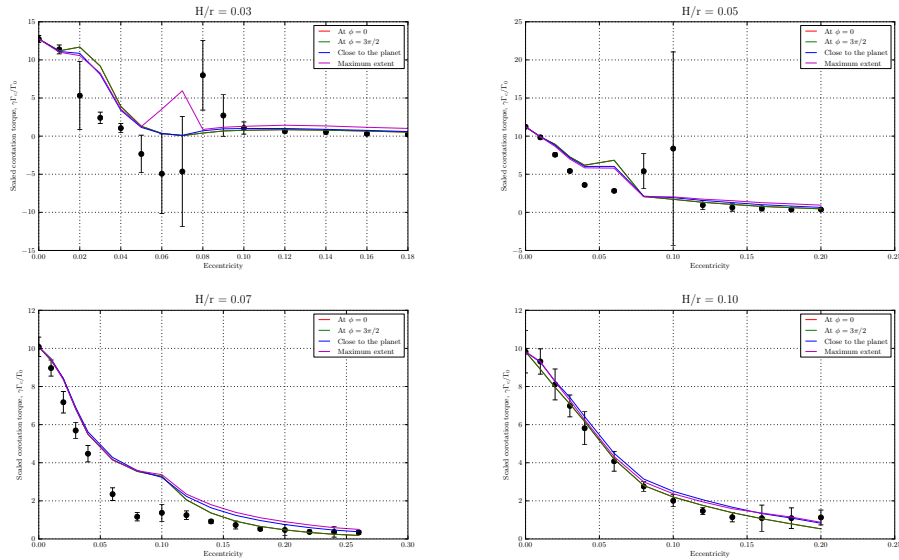 H/r = 0.03
Scaled corotation torque, γΓ_c/Γ_0
15
10
5
0
−5
−10
−15
0.00 0.02 0.04 0.06 0.08 0.10 0.12 0.14 0.16 0.18
Eccentricity
At ϕ = 0
At ϕ = 3π/2
Close to the planet
Maximum extent
H/r = 0.05
Scaled corotation torque, γΓ_c/Γ_0
25
20
15
10
5
0
−5
0.00 0.05 0.10 0.15 0.20 0.25
Eccentricity
At ϕ = 0
At ϕ = 3π/2
Close to the planet
Maximum extent
H/r = 0.07
Scaled corotation torque, γΓ_c/Γ_0
12
10
8
6
4
2
0
0.00 0.05 0.10 0.15 0.20 0.25 0.30
Eccentricity
At ϕ = 0
At ϕ = 3π/2
Close to the planet
Maximum extent
H/r = 0.10
Scaled corotation torque, γΓ_c/Γ_0
12
10
8
6
4
2
0
0.00 0.05 0.10 0.15 0.20 0.25
Eccentricity
At ϕ = 0
At ϕ = 3π/2
Close to the planet
Maximum extent